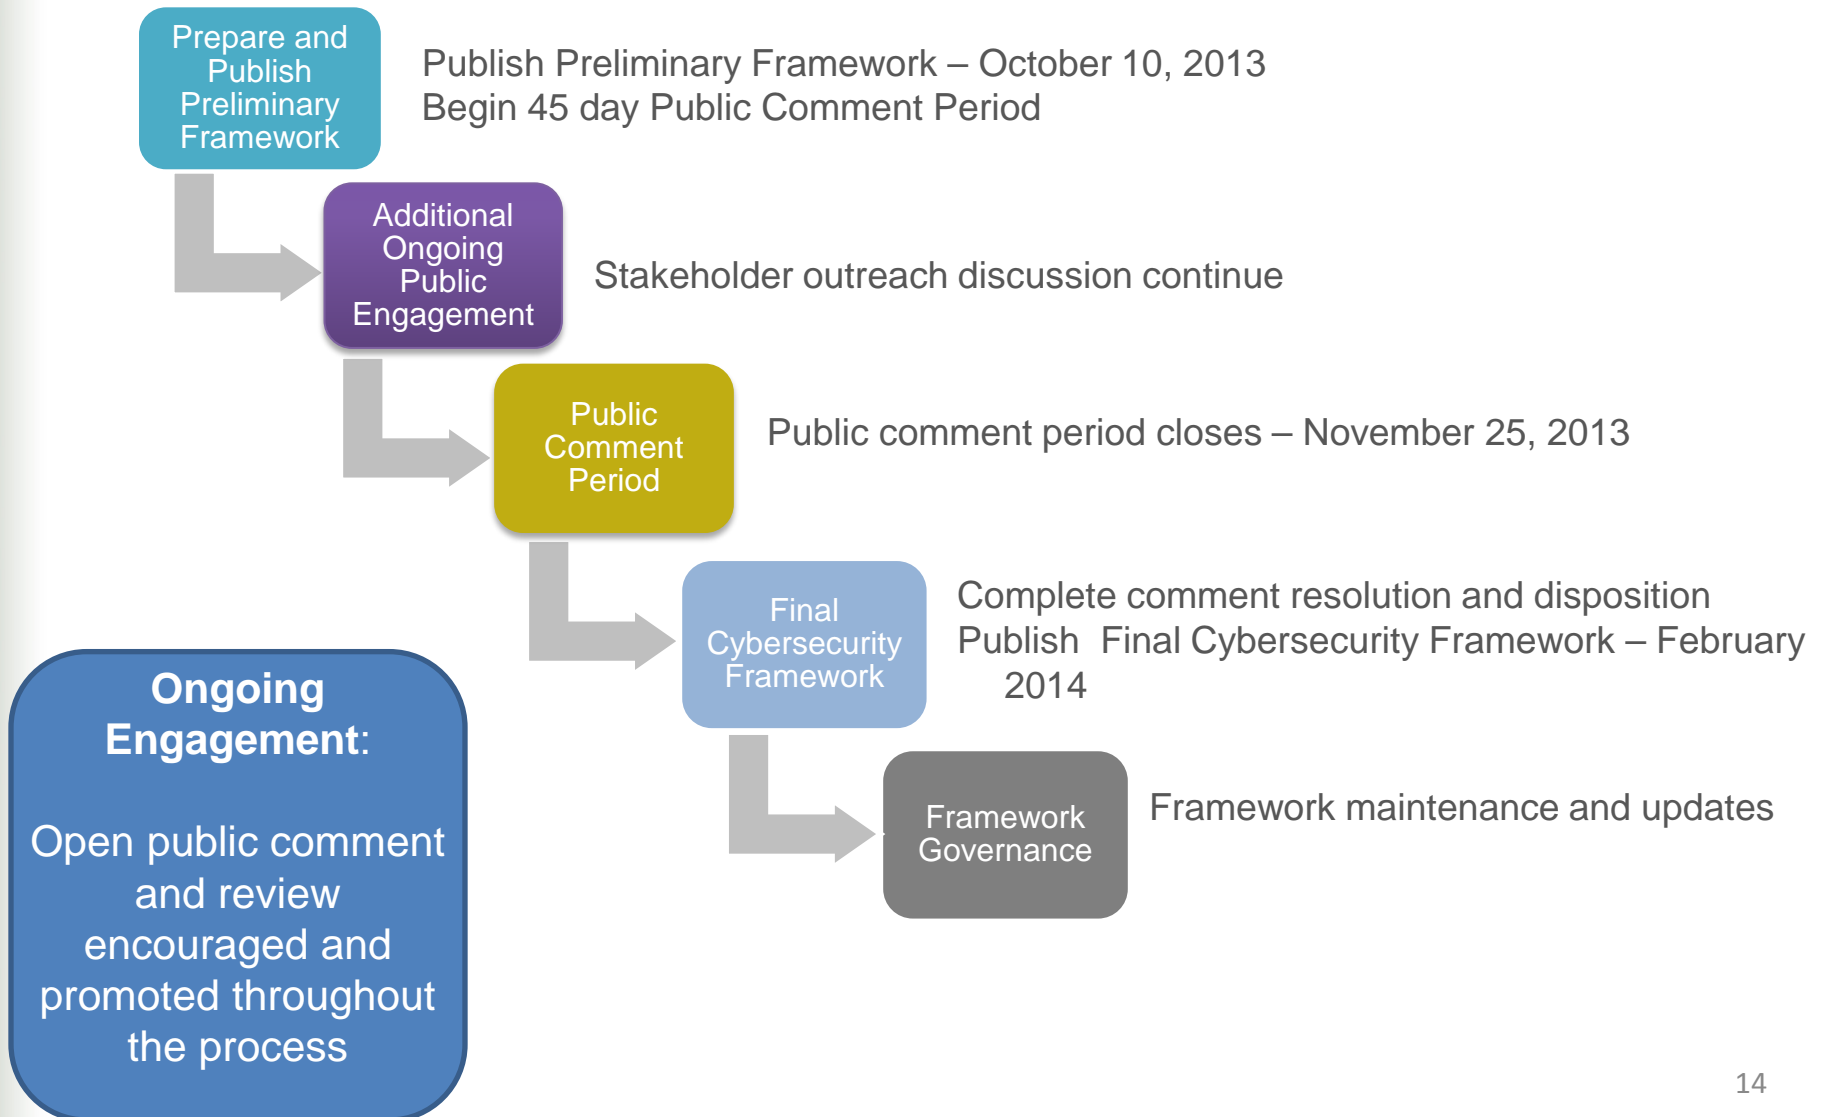 Prepare and
Publish
Preliminary
Framework
Publish Preliminary Framework – October 10, 2013
Begin 45 day Public Comment Period
Additional
Ongoing
Public
Engagement
Stakeholder outreach discussion continue
Public
Comment
Period
Public comment period closes – November 25, 2013
Final
Cybersecurity
Framework
Complete comment resolution and disposition
Publish  Final Cybersecurity Framework – February
2014
Framework
Governance
Framework maintenance and updates
Ongoing
Engagement:
Open public comment
and review
encouraged and
promoted throughout
the process
14